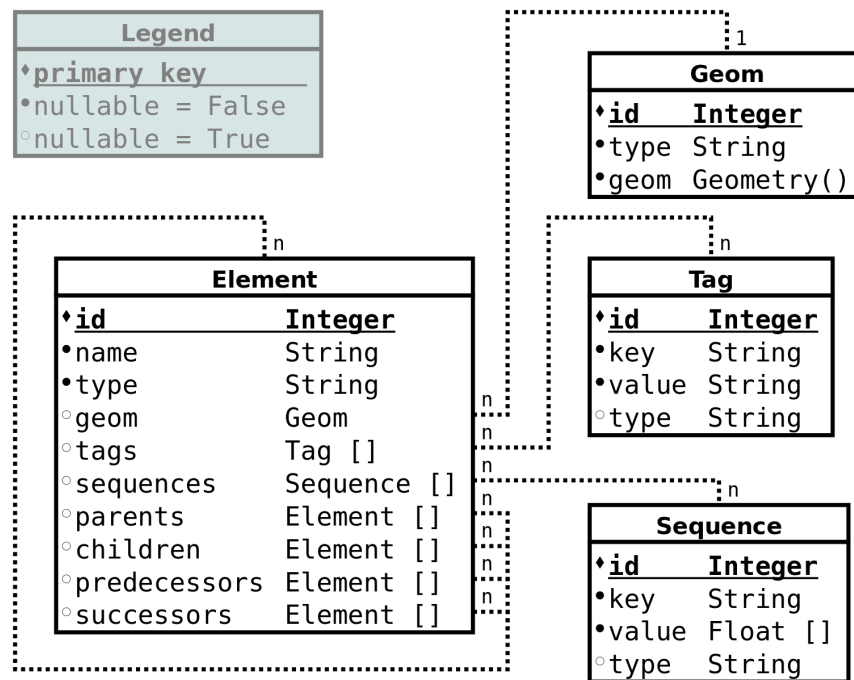 Legend
primary key
nullable = False
nullable = True
1
Geom
id Integer
type String
geom Geometry()
n
Element
id Integer
name String
type String
geom Geom
tags Tag []
sequences Sequence []
parents Element []
children Element []
predecessors Element []
successors Element []
n
n
n
n
n
n
n
n
Tag
id Integer
key String
value String
type String
n
Sequence
id Integer
key String
value Float []
type String